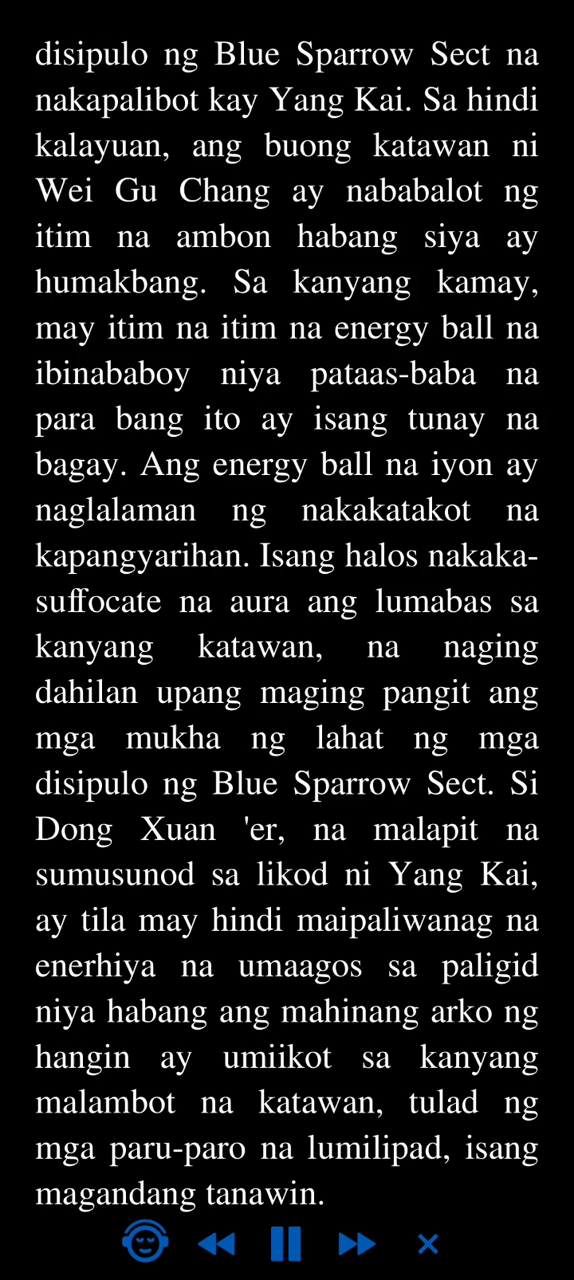 disipulo ng Blue Sparrow Sect na
nakapalibot kay Yang Kai. Sa hindi
kalayuan, ang buong katawan ni
Wei Gu Chang ay nababalot ng
itim na ambon habang siya ay
humakbang. Sa kanyang kamay,
may itim na itim na energy ball na
ibinababoy niya pataas-baba na
para bang ito ay isang tunay na
bagay. Ang energy ball na iyon ay
naglalaman ng nakakatakot na
kapangyarihan. Isang halos nakaka-
suffocate na aura ang lumabas sa
kanyang katawan, na naging
dahilan upang maging pangit ang
mga mukha ng lahat ng mga
disipulo ng Blue Sparrow Sect. Si
Dong Xuan 'er, na malapit na
sumusunod sa likod ni Yang Kai,
ay tila may hindi maipaliwanag na
enerhiya na umaagos sa paligid
niya habang ang mahinang arko ng
hangin ay umiikot sa kanyang
malambot na katawan, tulad ng
mga paru-paro na lumilipad, isang
magandang tanawin.